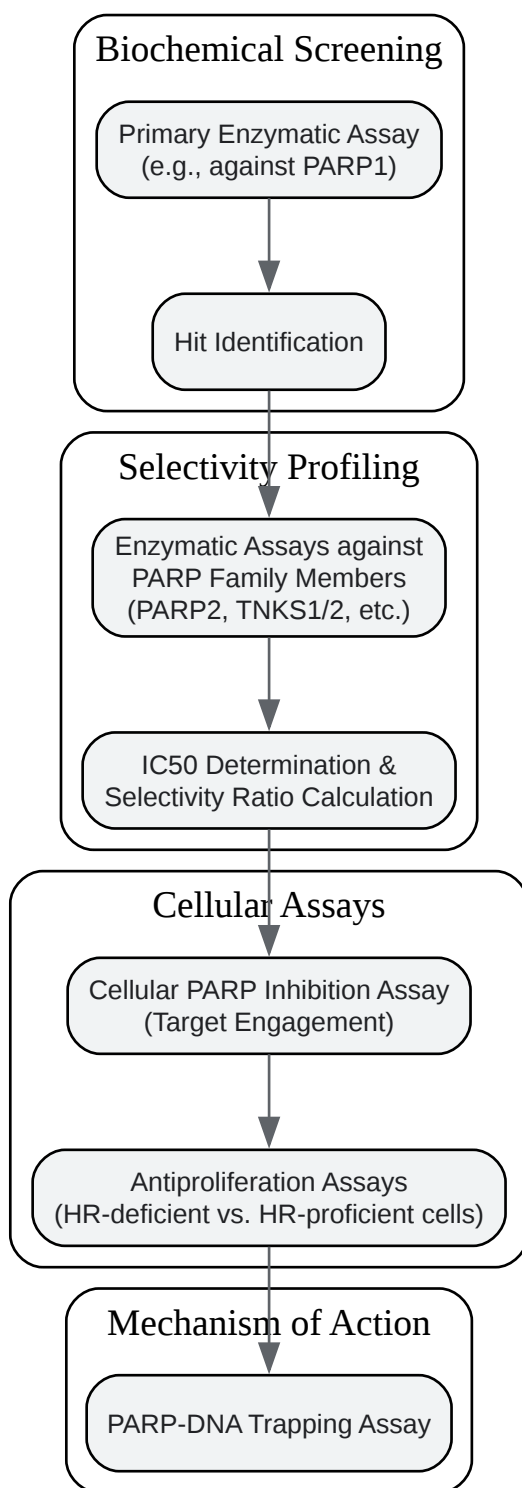 Biochemical Screening
Primary Enzymatic Assay
(e.g., against PARP1)
Hit Identification
Selectivity Profiling
Enzymatic Assays against
PARP Family Members
(PARP2, TNKS1/2, etc.)
IC50 Determination &
Selectivity Ratio Calculation
Cellular Assays
Cellular PARP Inhibition Assay
(Target Engagement)
Antiproliferation Assays
(HR-deficient vs. HR-proficient cells)
Mechanism of Action
PARP-DNA Trapping Assay